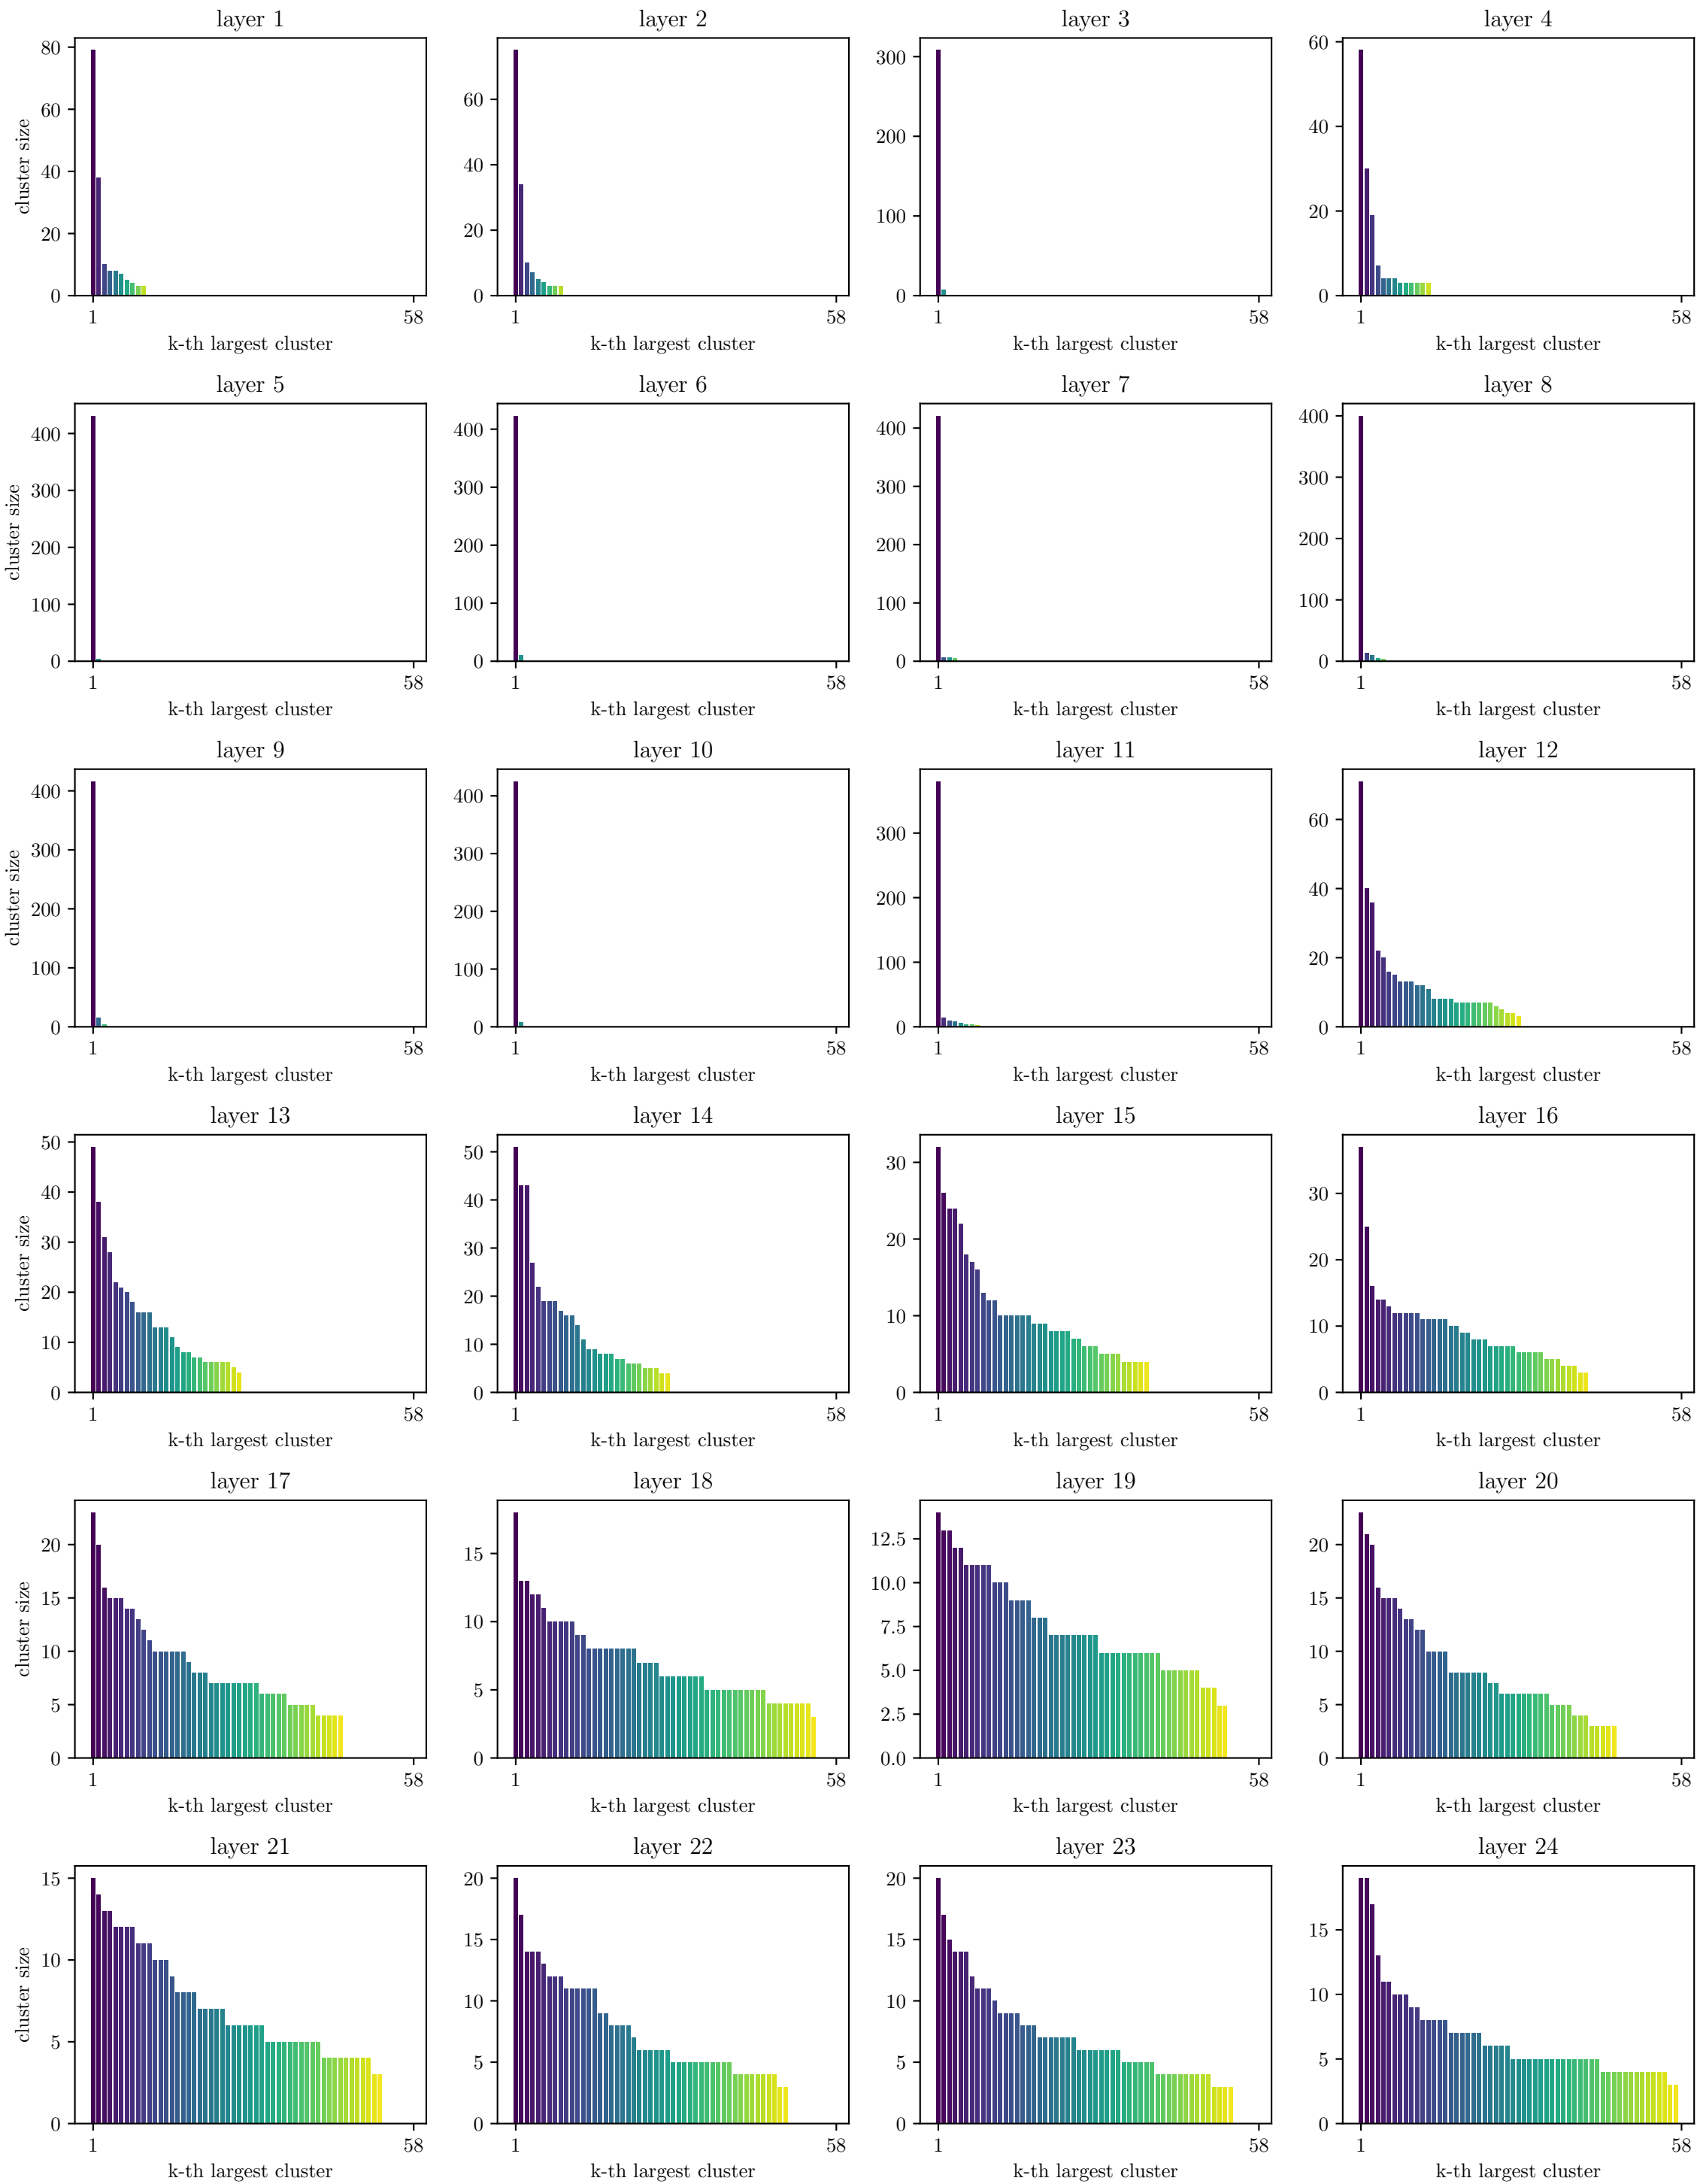 layer 1
80
60
40
20
0
cluster size
1
58
k-th largest cluster
layer 2
60
40
20
0
1
58
k-th largest cluster
layer 3
300
200
100
0
1
58
k-th largest cluster
layer 4
60
40
20
0
1
58
k-th largest cluster
layer 5
400
300
200
100
0
cluster size
1
58
k-th largest cluster
layer 6
400
300
200
100
0
1
58
k-th largest cluster
layer 7
400
300
200
100
0
1
58
k-th largest cluster
layer 8
400
300
200
100
0
1
58
k-th largest cluster
layer 9
400
300
200
100
0
cluster size
1
58
k-th largest cluster
layer 10
400
300
200
100
0
1
58
k-th largest cluster
layer 11
300
200
100
0
1
58
k-th largest cluster
layer 12
60
40
20
0
1
58
k-th largest cluster
layer 13
50
40
30
20
10
0
cluster size
1
58
k-th largest cluster
layer 14
50
40
30
20
10
0
1
58
k-th largest cluster
layer 15
30
20
10
0
1
58
k-th largest cluster
layer 16
30
20
10
0
1
58
k-th largest cluster
layer 17
20
15
10
5
0
cluster size
1
58
k-th largest cluster
layer 18
15
10
5
0
1
58
k-th largest cluster
layer 19
12.5
10.0
7.5
5.0
2.5
0.0
1
58
k-th largest cluster
layer 20
20
15
10
5
0
1
58
k-th largest cluster
layer 21
15
10
5
0
cluster size
1
58
k-th largest cluster
layer 22
20
15
10
5
0
1
58
k-th largest cluster
layer 23
20
15
10
5
0
1
58
k-th largest cluster
layer 24
15
10
5
0
1
58
k-th largest cluster